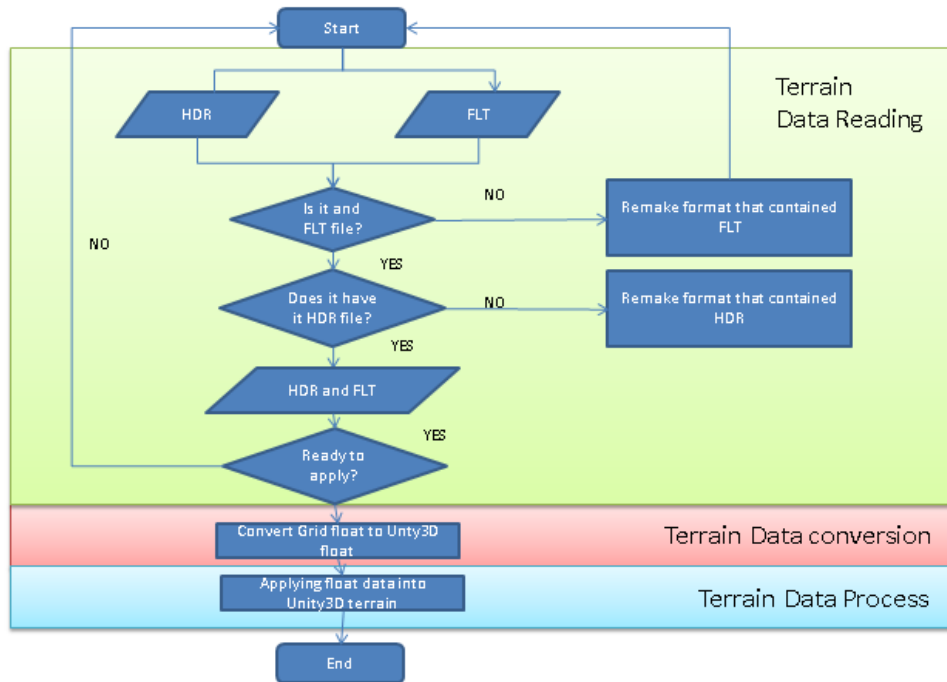 Start
Terrain
Data Reading
HDR
FLT
NO
Is it and
FLT file?
Remake format that contained
FLT
NO
YES
Does it have
it HDR file?
NO
Remake format that contained
HDR
YES
HDR and FLT
YES
Ready to
apply?
Convert Grid float to Unty3D
float
Terrain Data conversion
Applying float data into
Unity3D terrain
Terrain Data Process
End